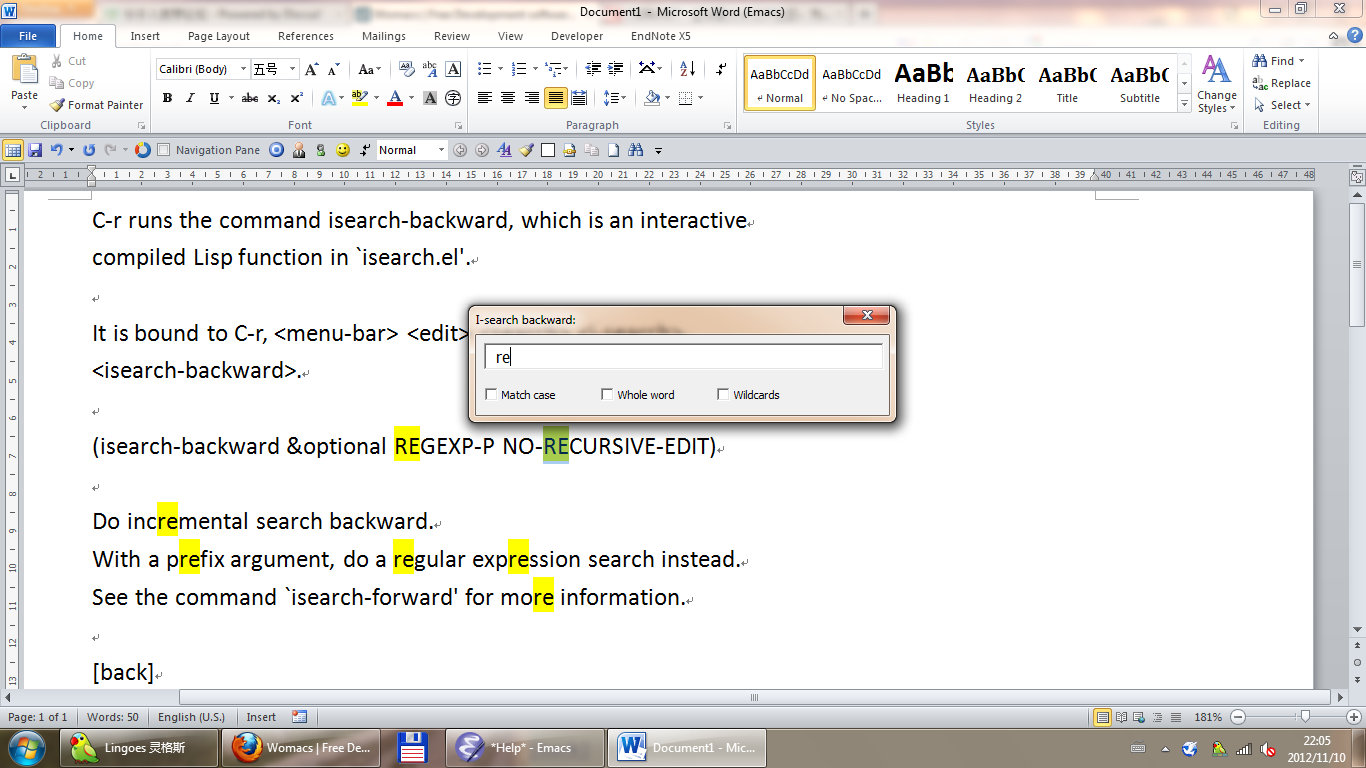 Document1 - Microsoft Word (Emacs)
File Home Insert Page Layout References Mailings Review View Developer EndNote X5
Paste Cut Copy Format Painter
Calibri (Body) 五号
AaBbCcDd AaBbCcDd AaBb AaBbC AaBbC AaBbC
Normal No Spac... Heading 1 Heading 2 Title Subtitle
Change Styles
Find Replace Select
Clipboard Font Paragraph Styles Editing
Navigation Pane Normal
C-r runs the command isearch-backward, which is an interactive
compiled Lisp function in `isearch.el'.
It is bound to C-r, <menu-bar> <edit>
<isearch-backward>.
I-search backward:
re
Match case Whole word Wildcards
(isearch-backward &optional REGEXP-P NO-RECURSIVE-EDIT)
Do incremental search backward.
With a prefix argument, do a regular expression search instead.
See the command `isearch-forward' for more information.
[back]
Page: 1 of 1 Words: 50 English (U.S.) Insert 181%
Lingoes 灵格斯 Womacs | Free De... *Help* - Emacs Document1 - Mic...
22:05
2012/11/10